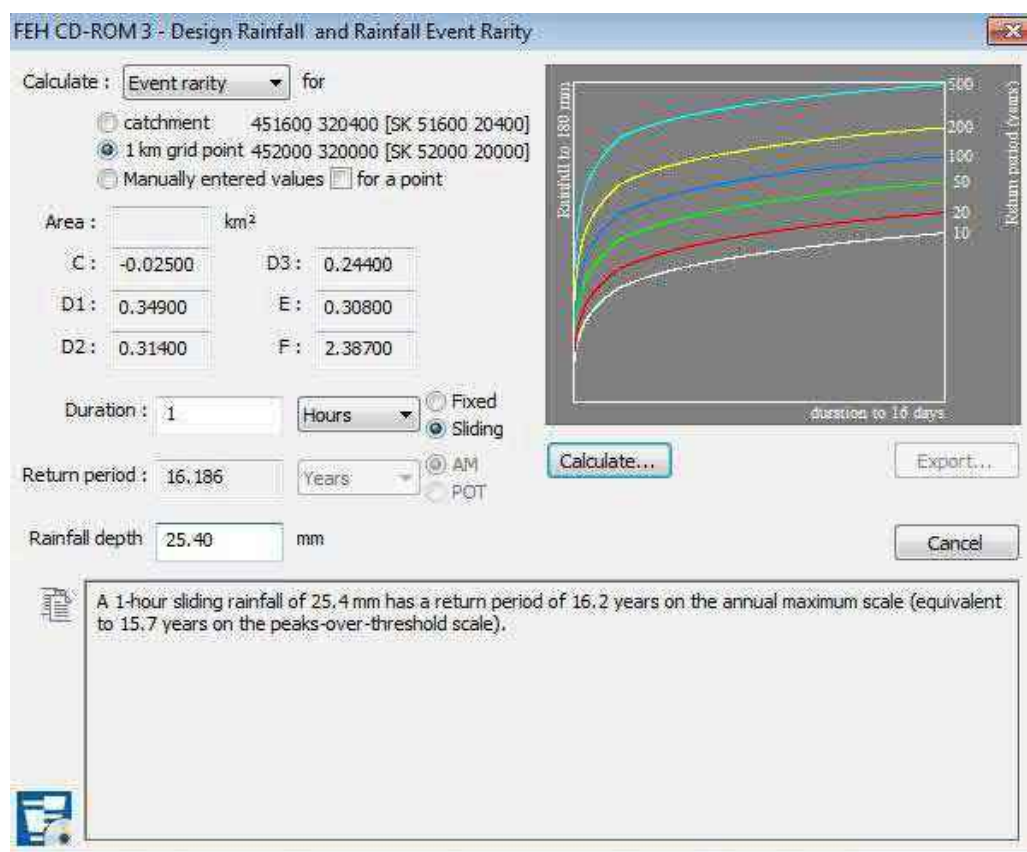 FEH CD-ROM 3 - Design Rainfall and Rainfall Event Rarity
Calculate : Event rarity for
catchment 451600 320400 [SK 51600 20400]
1 km grid point 452000 320000 [SK 52000 20000]
Manually entered values for a point
Area : km²
C : -0.02500 D3 : 0.24400
D1 : 0.34900 E : 0.30800
D2 : 0.31400 F : 2.38700
Duration : 1 Hours Fixed
Sliding
Return period : 16.186 Years AM
POT
Rainfall depth 25.40 mm
Rainfall to 180 mm
500
200
100
50
20
10
Return period (years)
duration to 16 days
Calculate... Export...
Cancel
A 1-hour sliding rainfall of 25.4 mm has a return period of 16.2 years on the annual maximum scale (equivalent
to 15.7 years on the peaks-over-threshold scale).